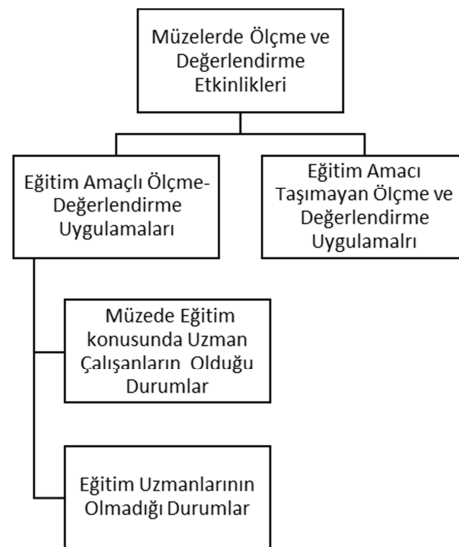 Müzelerde Ölçme ve
Değerlendirme
Etkinlikleri
Eğitim Amaçlı Ölçme-
Değerlendirme
Uygulamaları
Eğitim Amacı
Taşımayan Ölçme ve
Değerlendirme
Uygulamalrı
Müzede Eğitim
konusunda Uzman
Çalışanların Olduğu
Durumlar
Eğitim Uzmanlarının
Olmadığı Durumlar